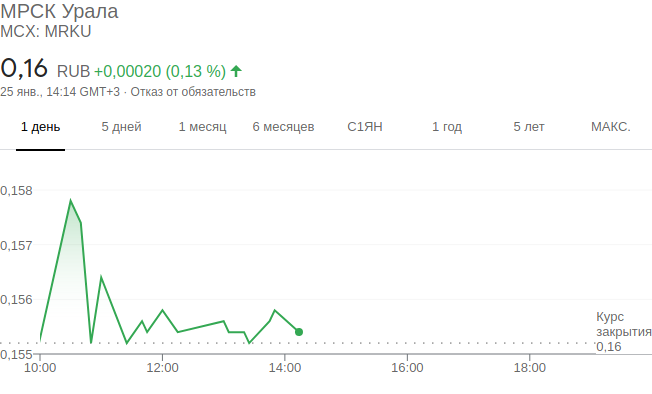 МРСК Урала
MCX: MRKU
0,16 RUB +0,00020 (0,13 %)
25 янв., 14:14 GMT+3 · Отказ от обязательств
1 день 5 дней 1 месяц 6 месяцев С1ЯН 1 год 5 лет МАКС.
0,158
0,157
0,156
0,155
Курс
закрытия
0,16
10:00 12:00 14:00 16:00 18:00